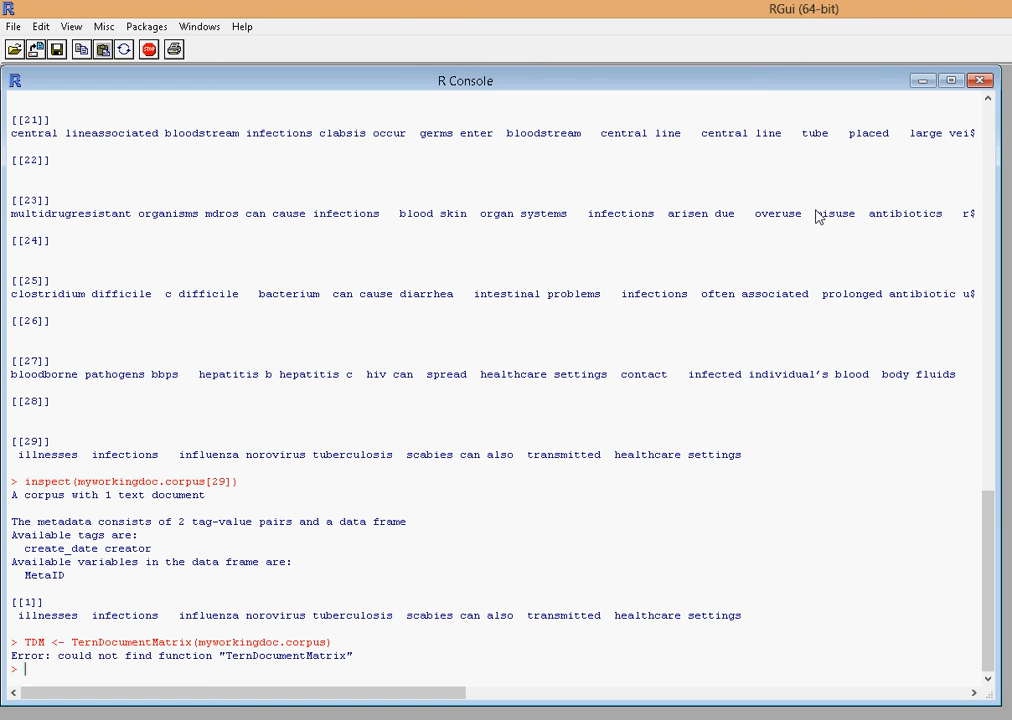 RGui (64-bit)
File Edit View Misc Packages Windows Help
STOP
R Console
[[21]]
central lineassociated bloodstream infections clabsis occur germs enter bloodstream central line central line tube placed large vei$
[[22]]
[[23]]
multidrugresistant organisms mdros can cause infections blood skin organ systems infections arisen due overuse misuse antibiotics r$
[[24]]
[[25]]
clostridium difficile c difficile bacterium can cause diarrhea intestinal problems infections often associated prolonged antibiotic u$
[[26]]
[[27]]
bloodborne pathogens bbps hepatitis b hepatitis c hiv can spread healthcare settings contact infected individual’s blood body fluids
[[28]]
[[29]]
illnesses infections influenza norovirus tuberculosis scabies can also transmitted healthcare settings
> inspect(myworkingdoc.corpus[29])
A corpus with 1 text document
The metadata consists of 2 tag-value pairs and a data frame
Available tags are:
create_date creator
Available variables in the data frame are:
MetaID
[[1]]
illnesses infections influenza norovirus tuberculosis scabies can also transmitted healthcare settings
> TDM <- TernDocumentMatrix(myworkingdoc.corpus)
Error: could not find function "TernDocumentMatrix"
>